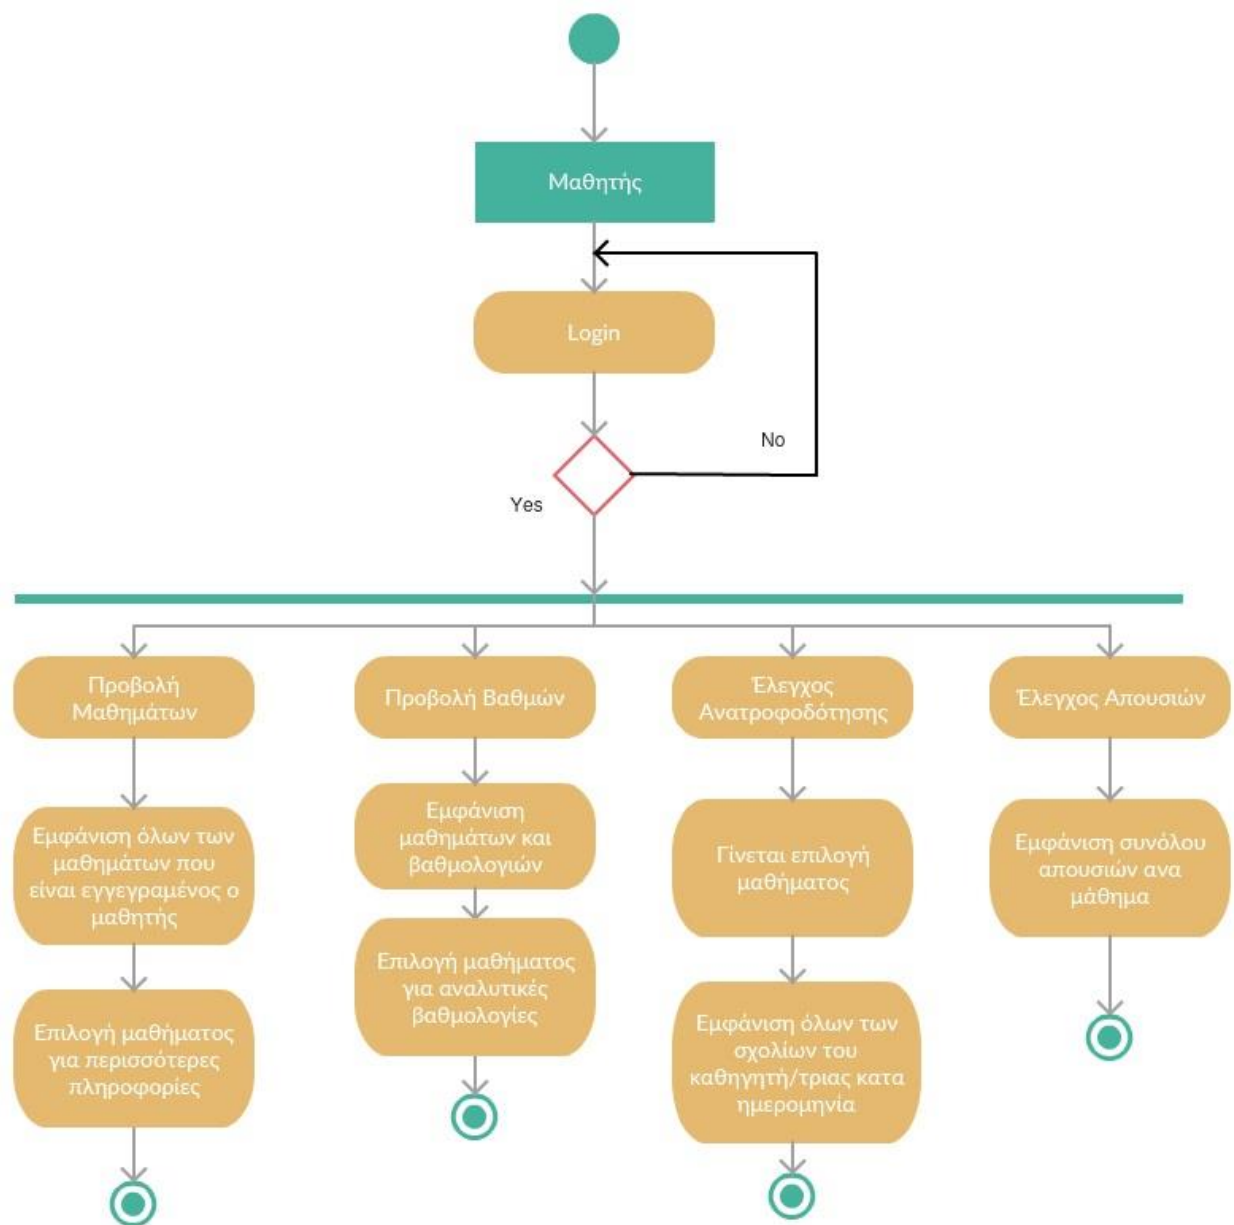 Μαθητής
Login
No
Yes
Προβολή
Μαθημάτων
Προβολή Βαθμών
Έλεγχος
Ανατροφοδότησης
Έλεγχος Απουσιών
Εμφάνιση όλων των
μαθημάτων που
είναι εγγεγραμένος ο
μαθητής
Εμφάνιση
μαθημάτων και
βαθμολογιών
Γίνεται επιλογή
μαθήματος
Εμφάνιση συνόλου
απουσιών ανα
μάθημα
Επιλογή μαθήματος
για περισσότερες
πληροφορίες
Επιλογή μαθήματος
για αναλυτικές
βαθμολογίες
Εμφάνιση όλων των
σχολίων του
καθηγητή/τριας κατα
ημερομηνία